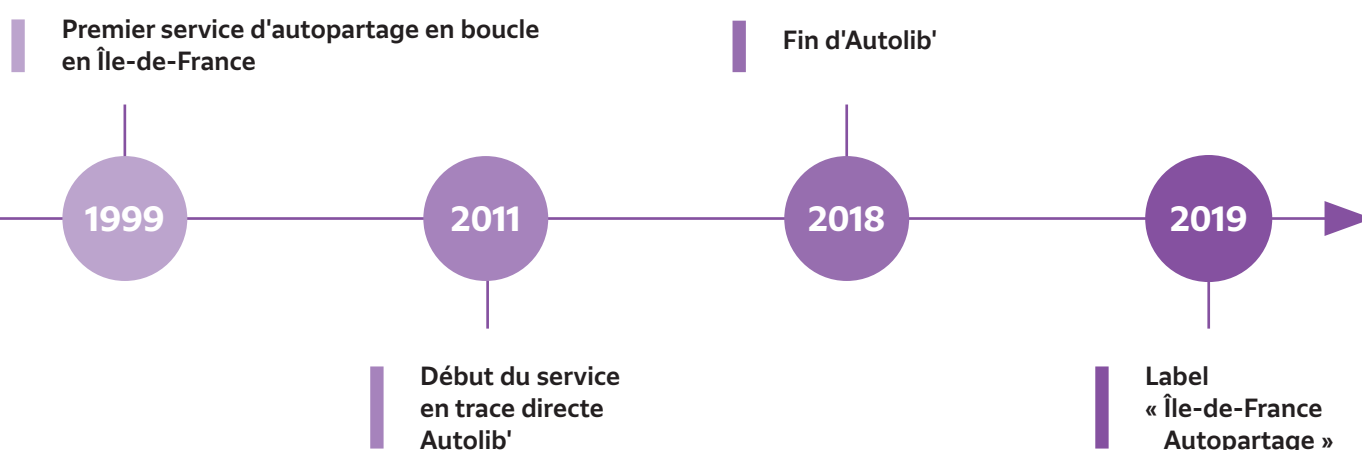 Premier service d'autopartage en boucle
en Île-de-France
Fin d'Autolib'
1999
2011
2018
2019
Début du service
en trace directe
Autolib'
Label
« Île-de-France
Autopartage »